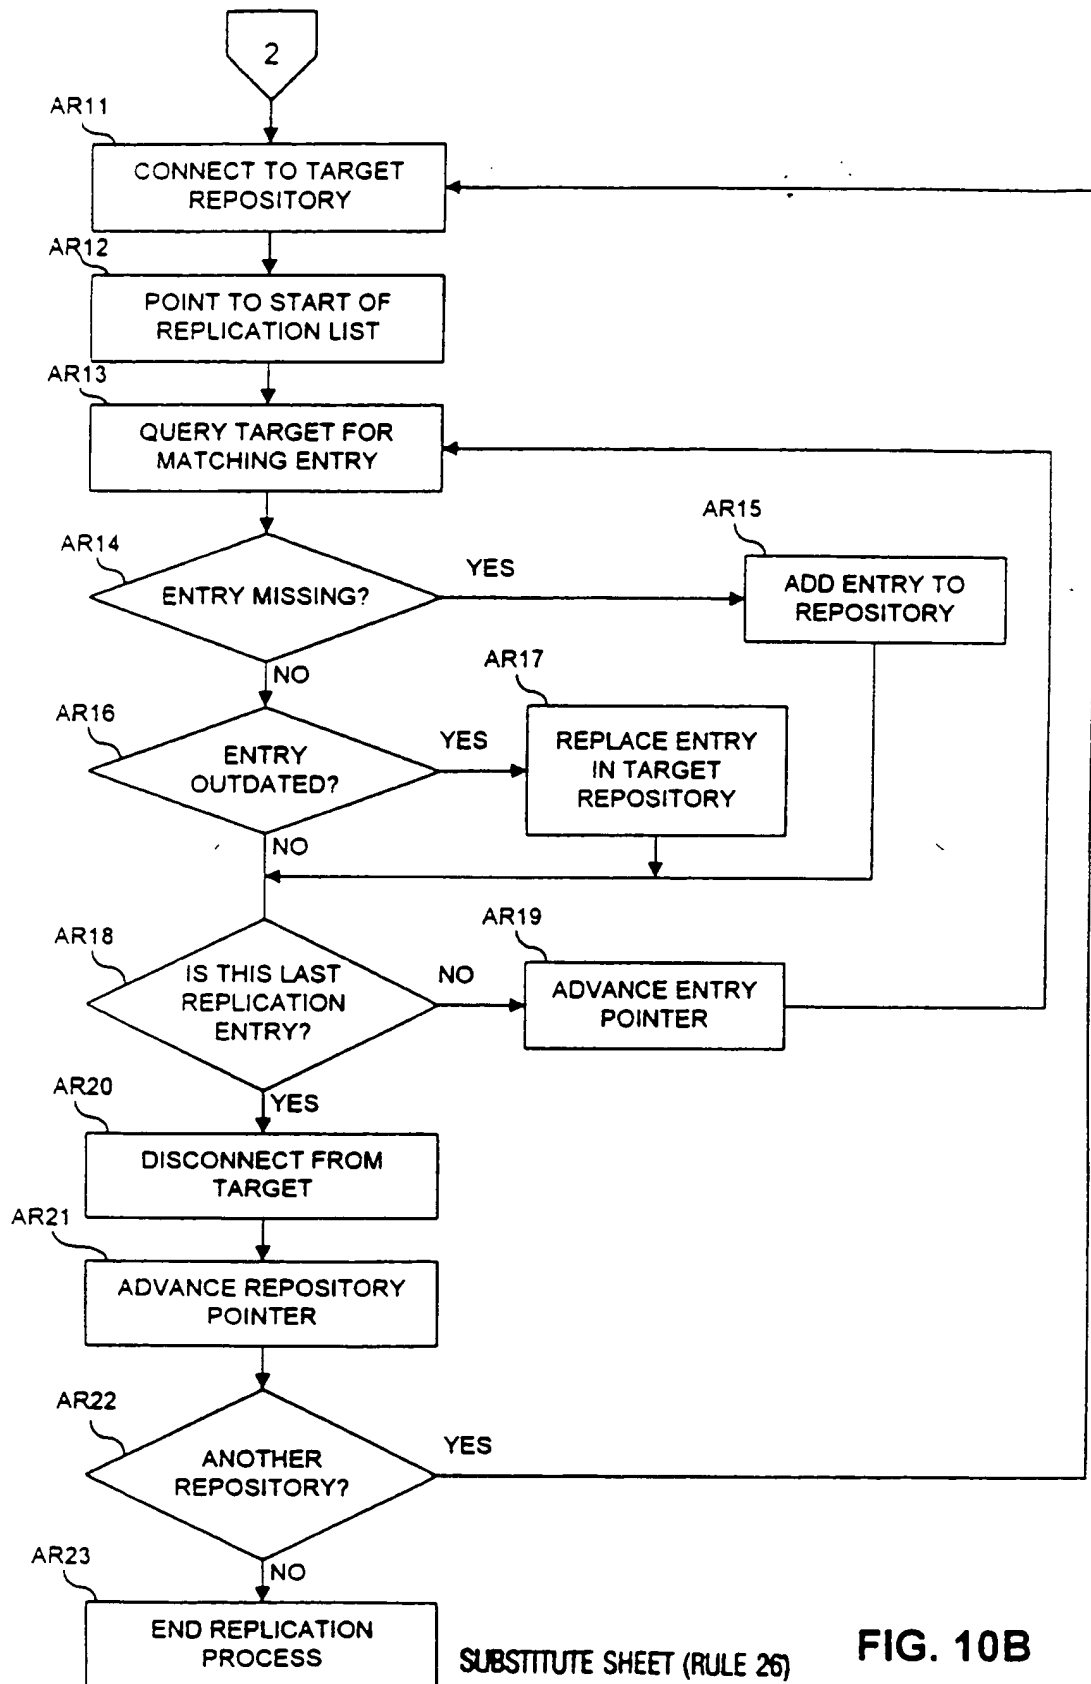 2
AR11
CONNECT TO TARGET
REPOSITORY
AR12
POINT TO START OF
REPLICATION LIST
AR13
QUERY TARGET FOR
MATCHING ENTRY
AR14
ENTRY MISSING?
YES
NO
AR15
ADD ENTRY TO
REPOSITORY
AR16
ENTRY
OUTDATED?
YES
NO
AR17
REPLACE ENTRY
IN TARGET
REPOSITORY
AR18
IS THIS LAST
REPLICATION
ENTRY?
NO
YES
AR19
ADVANCE ENTRY
POINTER
AR20
DISCONNECT FROM
TARGET
AR21
ADVANCE REPOSITORY
POINTER
AR22
ANOTHER
REPOSITORY?
YES
NO
AR23
END REPLICATION
PROCESS
SUBSTITUTE SHEET (RULE 26)
FIG. 10B